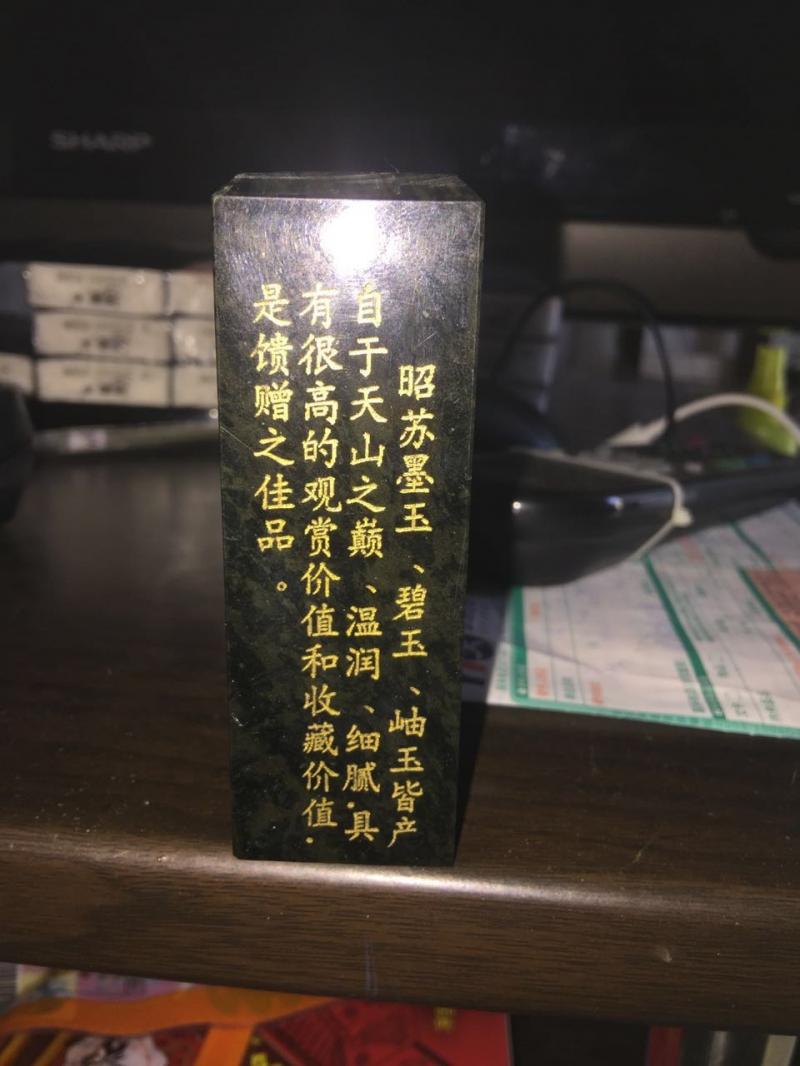 SHARP
昭苏墨玉、碧玉、岫玉皆产
自于天山之巅、温润、细腻.具
有很高的观赏价值和收藏价值.
是馈赠之佳品。